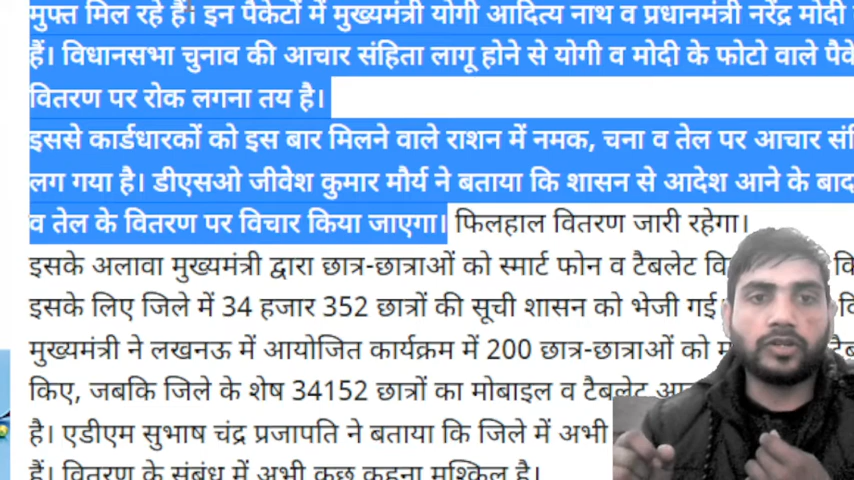 मुफ्त मिल रहे हैं। इन पैकेटों में मुख्यमंत्री योगी आदित्य नाथ व प्रधानमंत्री नरेंद्र मोदी
हैं। विधानसभा चुनाव की आचार संहिता लागू होने से योगी व मोदी के फोटो वाले
वितरण पर रोक लगना तय है।
इससे कार्डधारकों को इस बार मिलने वाले राशन में नमक, चना व तेल पर आचार
लग गया है। डीएसओ जीवेश कुमार मौर्य ने बताया कि शासन से आदेश आने के बाद
व तेल के वितरण पर विचार किया जाएगा। फिलहाल वितरण जारी रहेगा।
इसके अलावा मुख्यमंत्री द्वारा छात्र-छात्राओं को स्मार्ट फोन व टैबलेट
इसके लिए जिले में 34 हजार 352 छात्रों की सूची शासन को भेजी गई
मुख्यमंत्री ने लखनऊ में आयोजित कार्यक्रम में 200 छात्र-छात्राओं को
किए, जबकि जिले के शेष 34152 छात्रों का मोबाइल व टैबलेट
है। एडीएम सुभाष चंद्र प्रजापति ने बताया कि जिले में अभी
हैं। वितरण के संबंध में अभी कुछ कहना मुश्किल है।